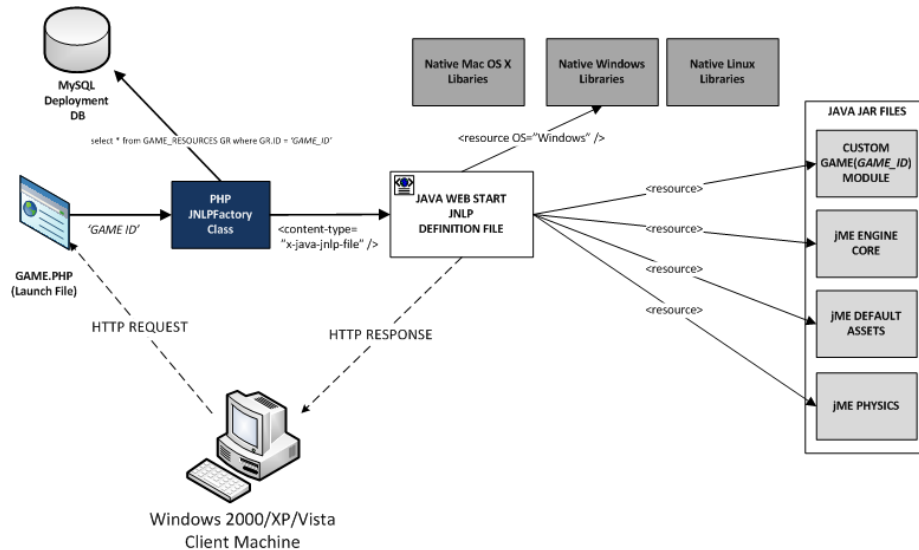 MySQL
Deployment
DB
Native Mac OS X
Libaries
Native Windows
Libraries
Native Linux
Libraries
JAVA JAR FILES
select * from GAME_RESOURCES GR where GR.ID = 'GAME_ID'
<resource OS="Windows" />
CUSTOM
GAME(GAME_ID)
MODULE
PHP
JNLPFactory
Class
JAVA WEB START
JNLP
DEFINITION FILE
<resource>
'GAME ID'
<content-type=
"x-java-jnlp-file" />
<resource>
jME ENGINE
CORE
GAME.PHP
(Launch File)
<resource>
<resource>
jME DEFAULT
ASSETS
HTTP REQUEST
HTTP RESPONSE
jME PHYSICS
Windows 2000/XP/Vista
Client Machine